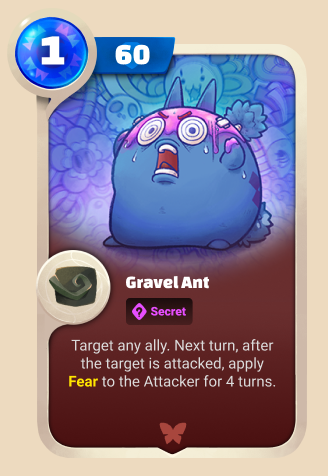 1
60
Gravel Ant
Secret
Target any ally. Next turn, after
the target is attacked, apply
Fear to the Attacker for 4 turns.